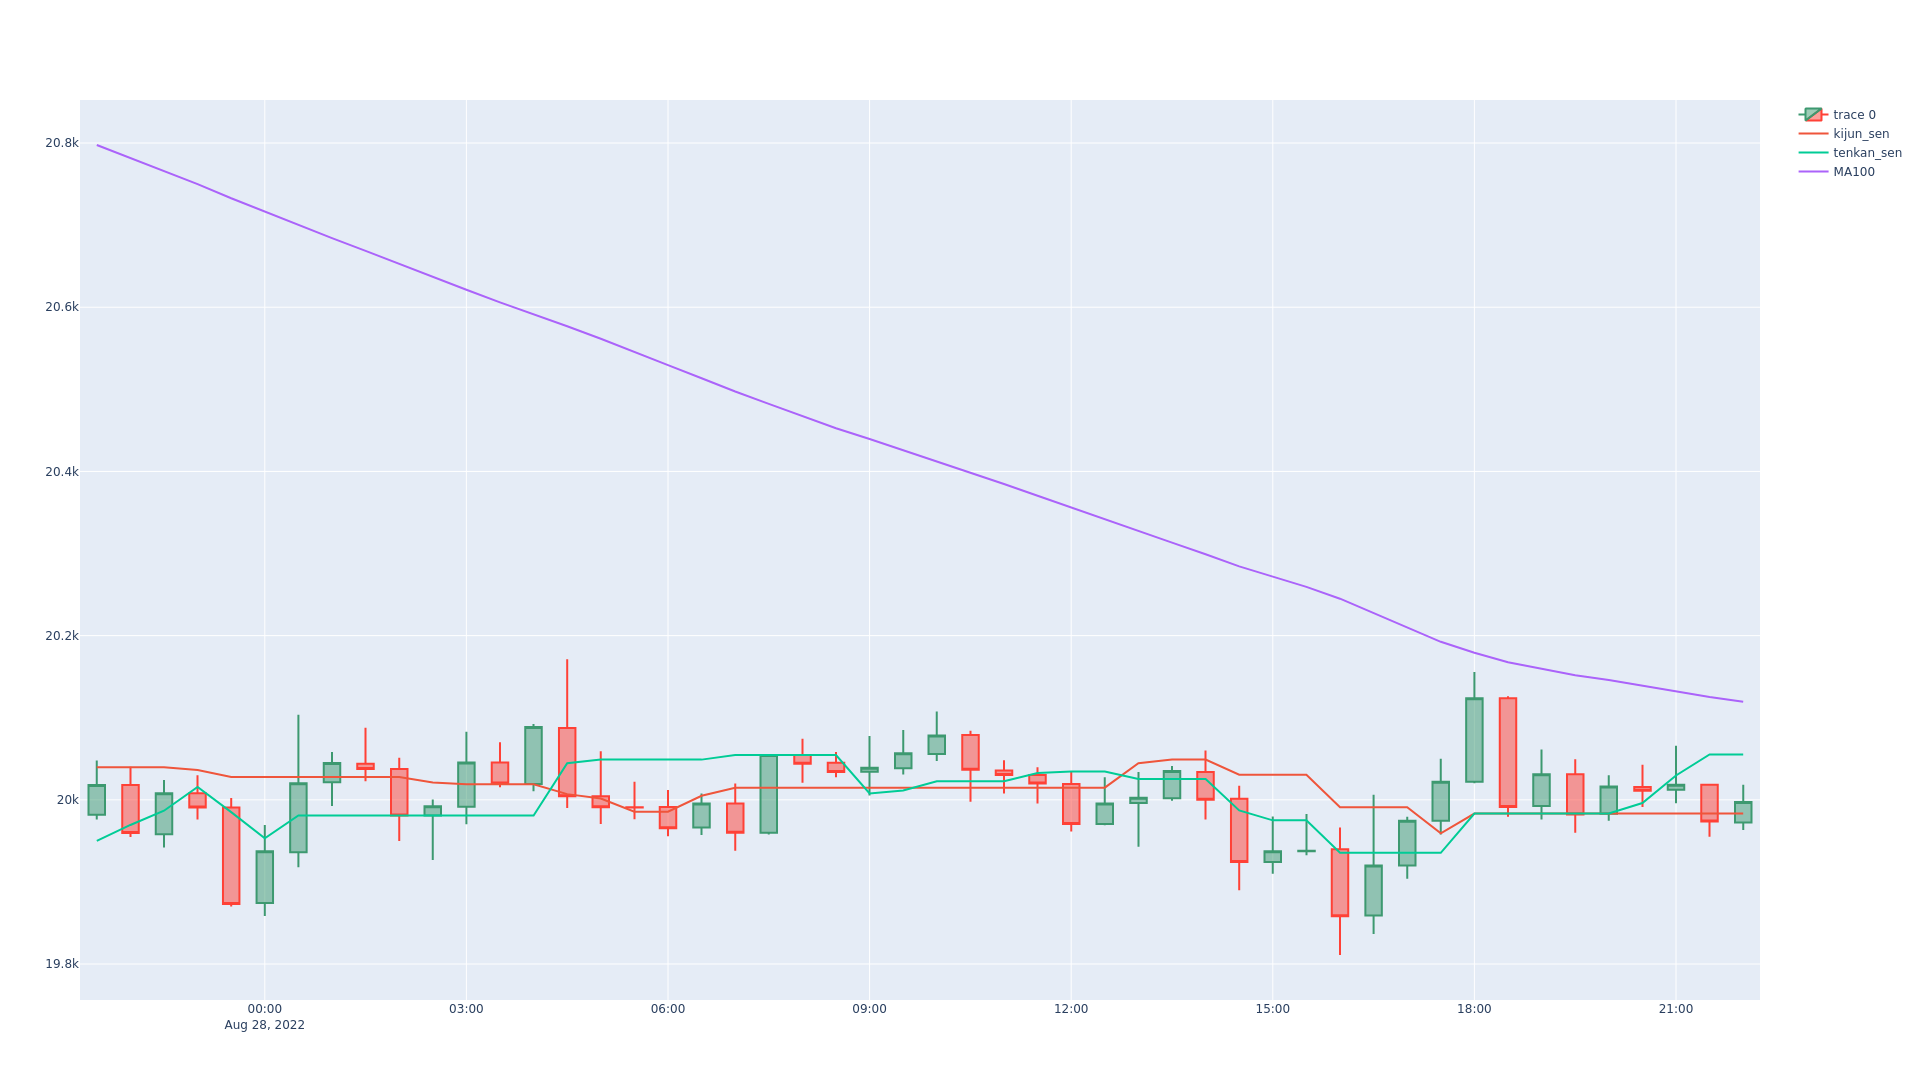 20.8k
20.6k
20.4k
20.2k
20k
19.8k
00:00
Aug 28, 2022
03:00
06:00
09:00
12:00
15:00
18:00
21:00
trace 0
kijun_sen
tenkan_sen
MA100